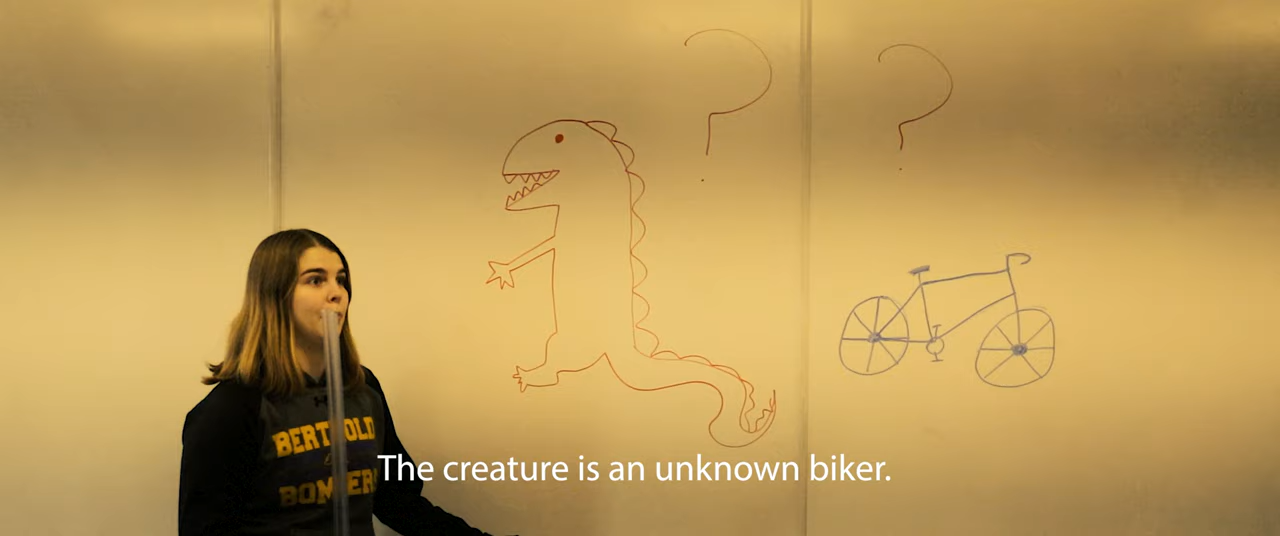 ?
?
BERTHOLD
BOMBERS
The creature is an unknown biker.